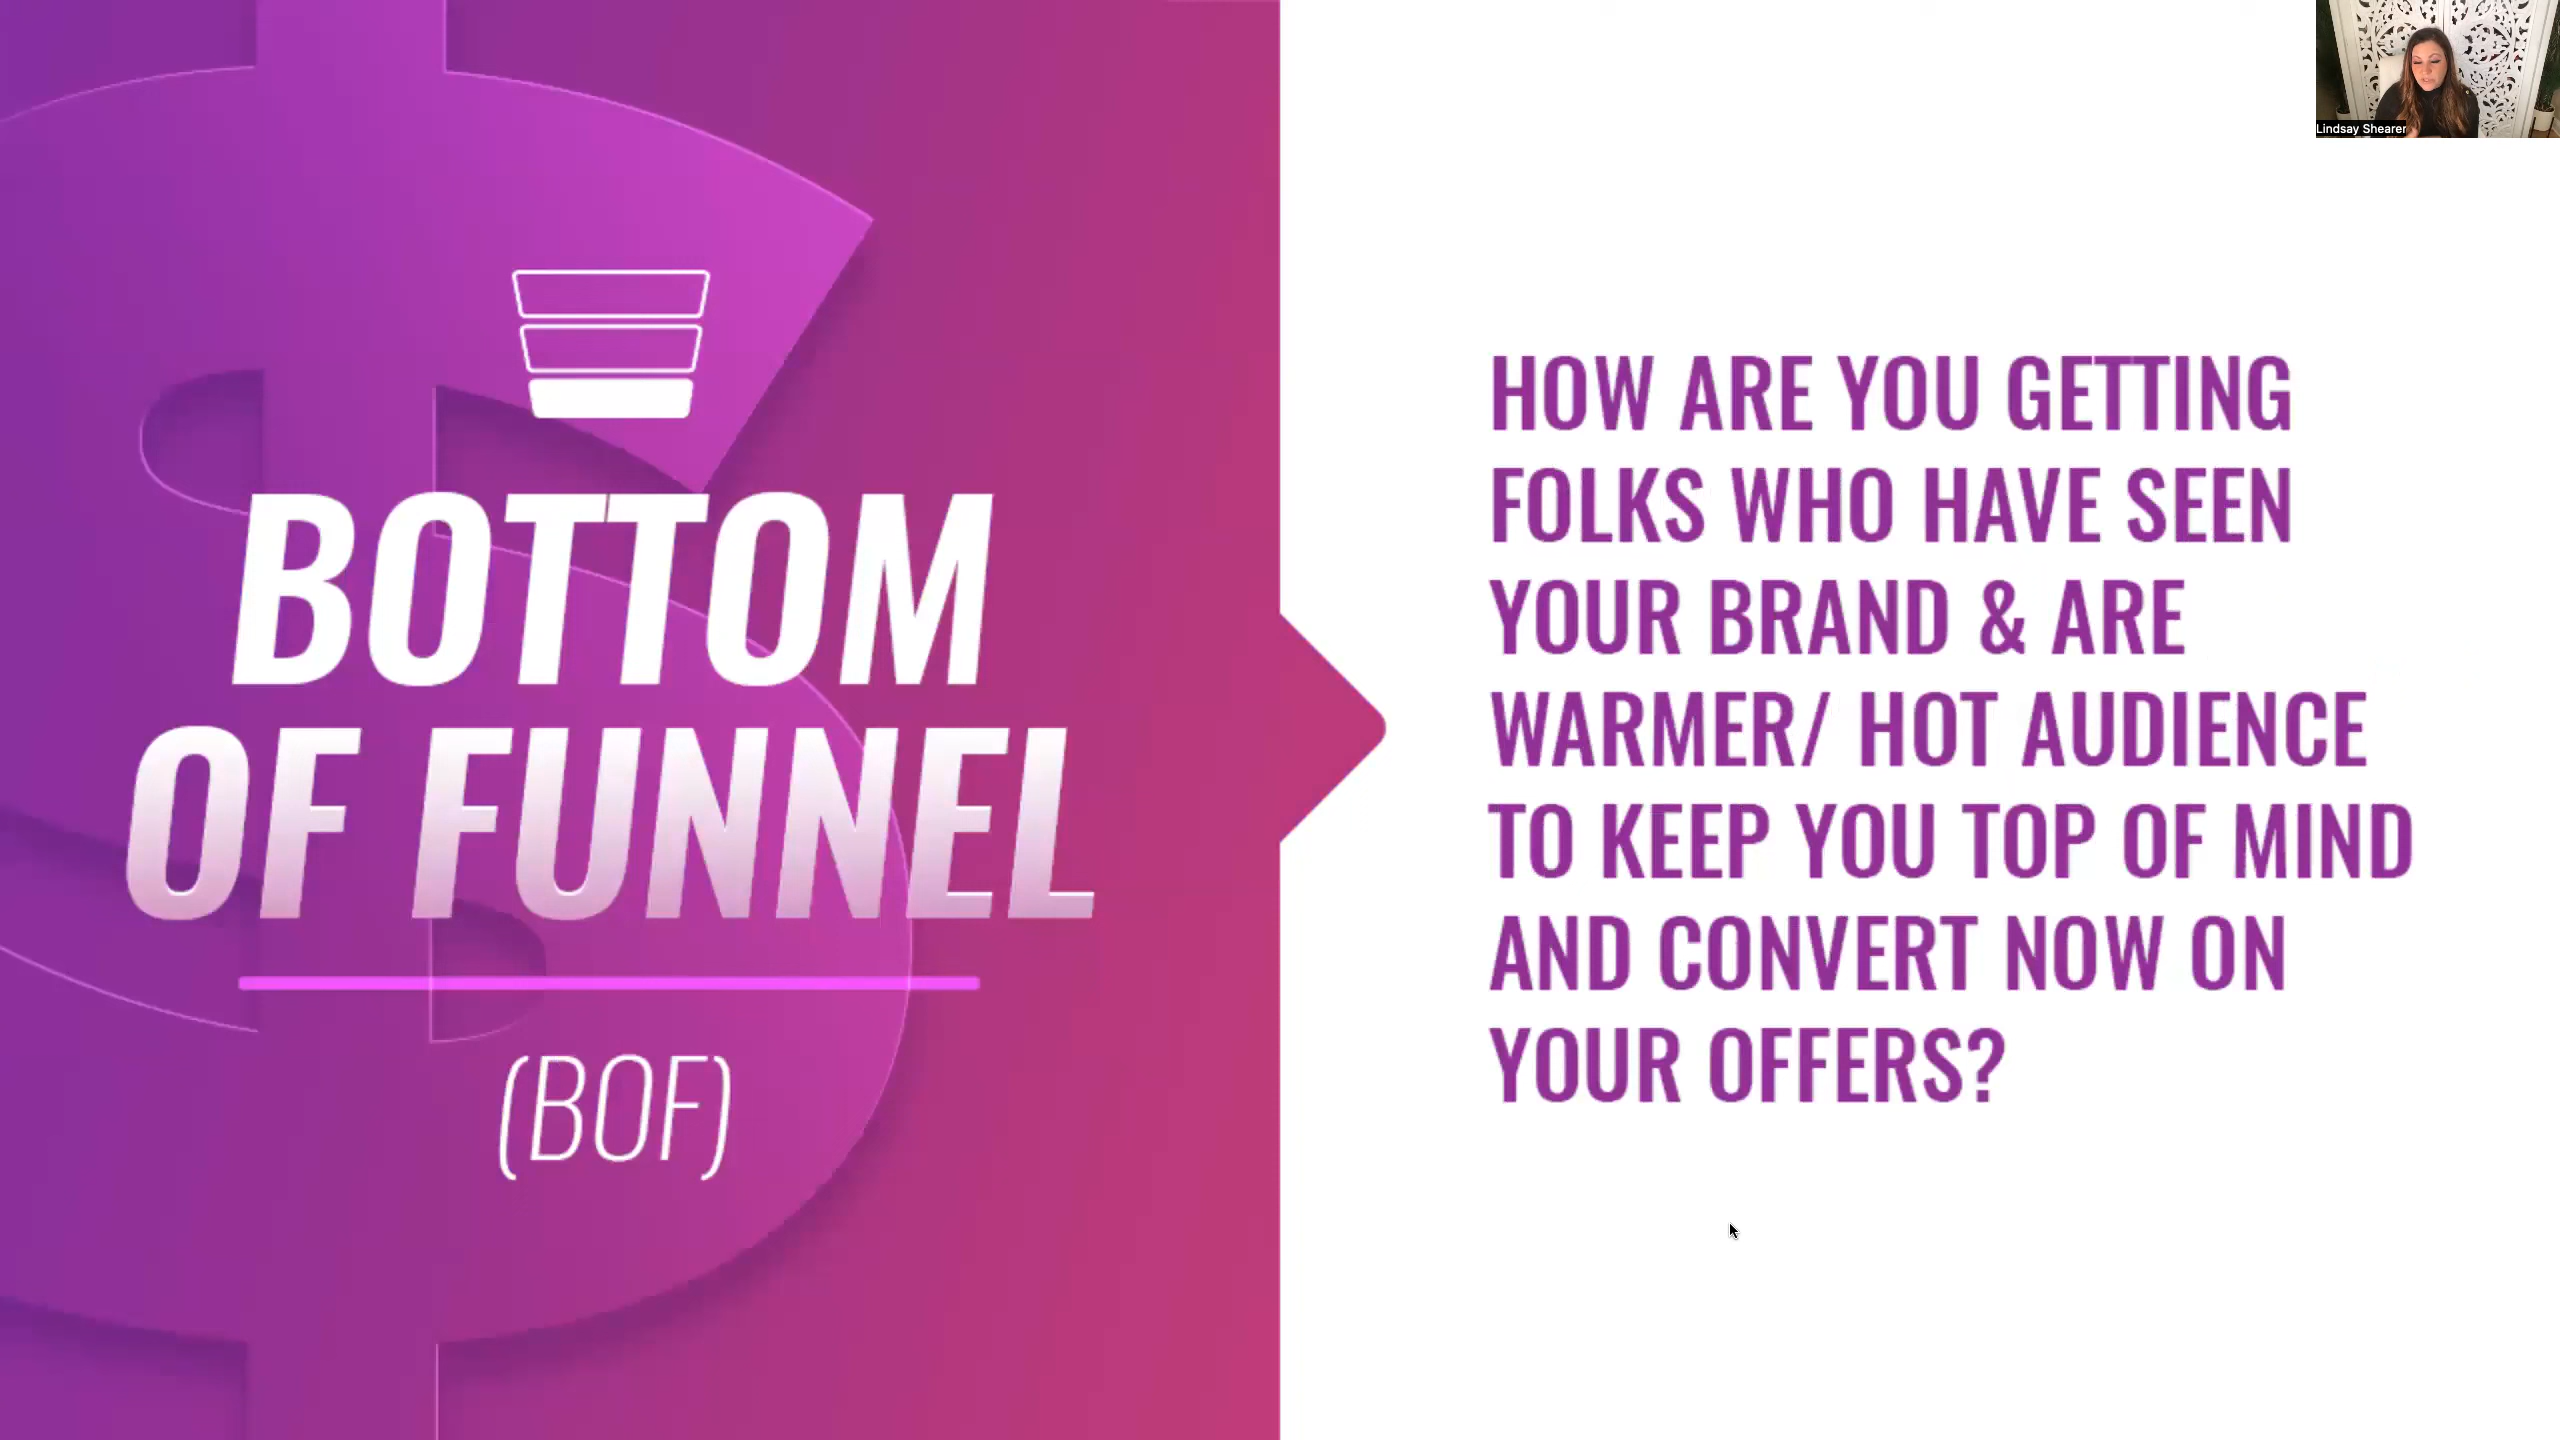 BOTTOM
OF FUNNEL
(BOF)
HOW ARE YOU GETTING
FOLKS WHO HAVE SEEN
YOUR BRAND & ARE
WARMER/ HOT AUDIENCE
TO KEEP YOU TOP OF MIND
AND CONVERT NOW ON
YOUR OFFERS?
Lindsay Shearer